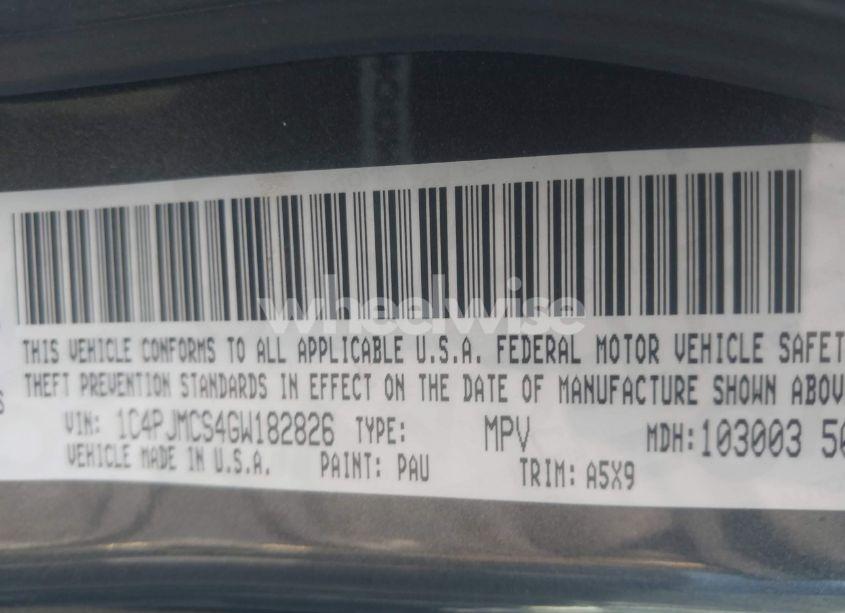 THIS VEHICLE CONFORMS TO ALL APPLICABLE U.S.A. FEDERAL MOTOR VEHICLE SAFET
THEFT PREVENTION STANDARDS IN EFFECT ON THE DATE OF MANUFACTURE SHOWN ABOV
S
VIN: 1C4PJMCS4GW182826 TYPE: MPV MDH:103003 50
VEHICLE MADE IN U.S.A. PAINT: PAU TRIM: A5X9
wheelwise